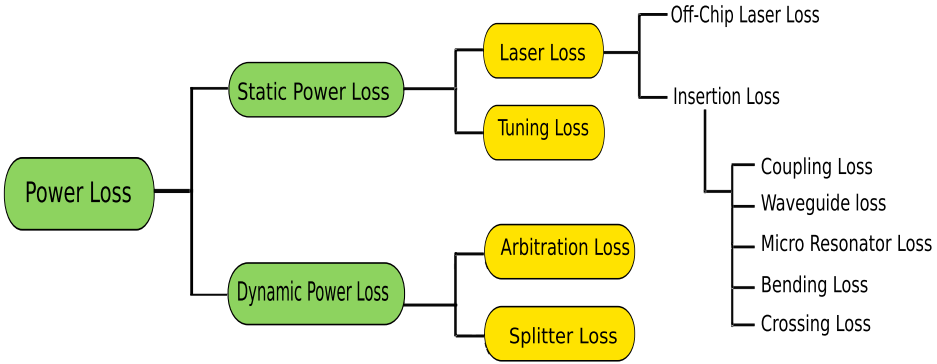 Power Loss
Static Power Loss
Dynamic Power Loss
Laser Loss
Tuning Loss
Arbitration Loss
Splitter Loss
Off-Chip Laser Loss
Insertion Loss
Coupling Loss
Waveguide loss
Micro Resonator Loss
Bending Loss
Crossing Loss